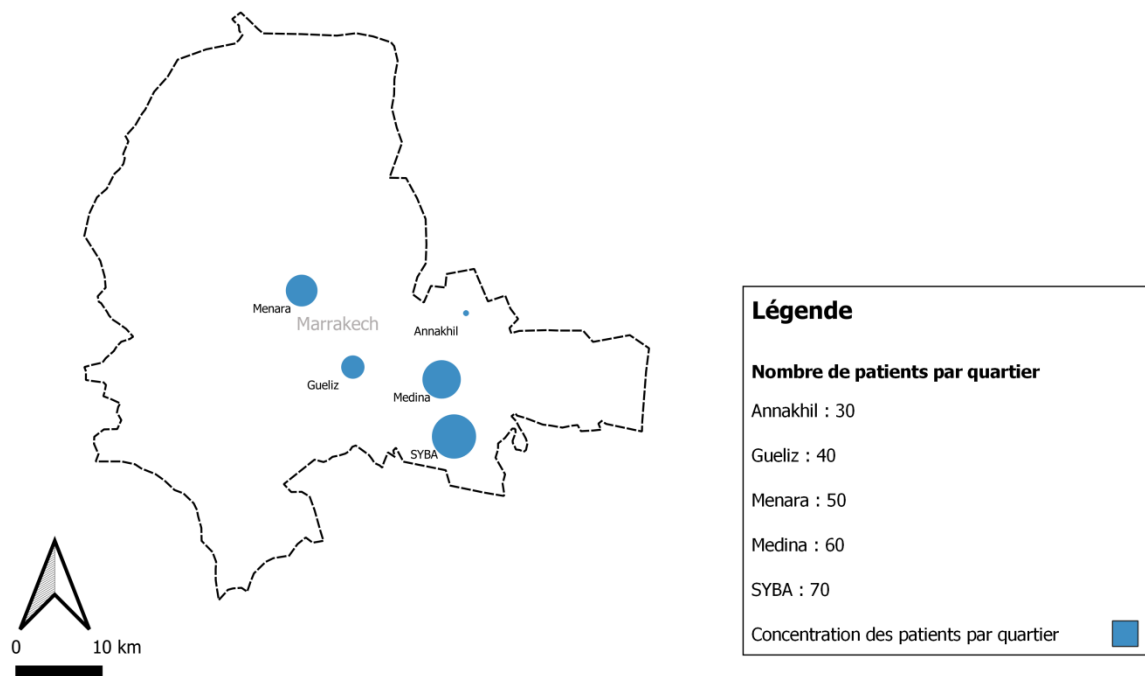 Menara
Marrakech
Annakhil
Gueliz
Medina
SYBA
0 10 km
Légende
Nombre de patients par quartier
Annakhil : 30
Gueliz : 40
Menara : 50
Medina : 60
SYBA : 70
Concentration des patients par quartier